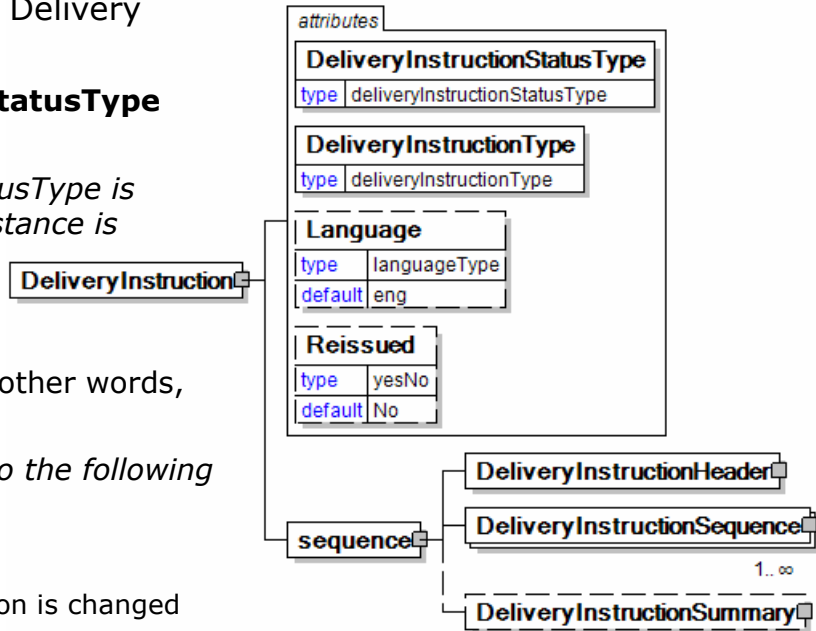 Delivery
tatusType
usType is
stance is
other words,
o the following
on is changed
attributes
DeliveryInstructionStatusType
type deliveryInstructionStatusType
DeliveryInstructionType
type deliveryInstructionType
Language
type languageType
default eng
Reissued
type yesNo
default No
DeliveryInstruction
sequence
DeliveryInstructionHeader
DeliveryInstructionSequence
1.. ∞
DeliveryInstructionSummary